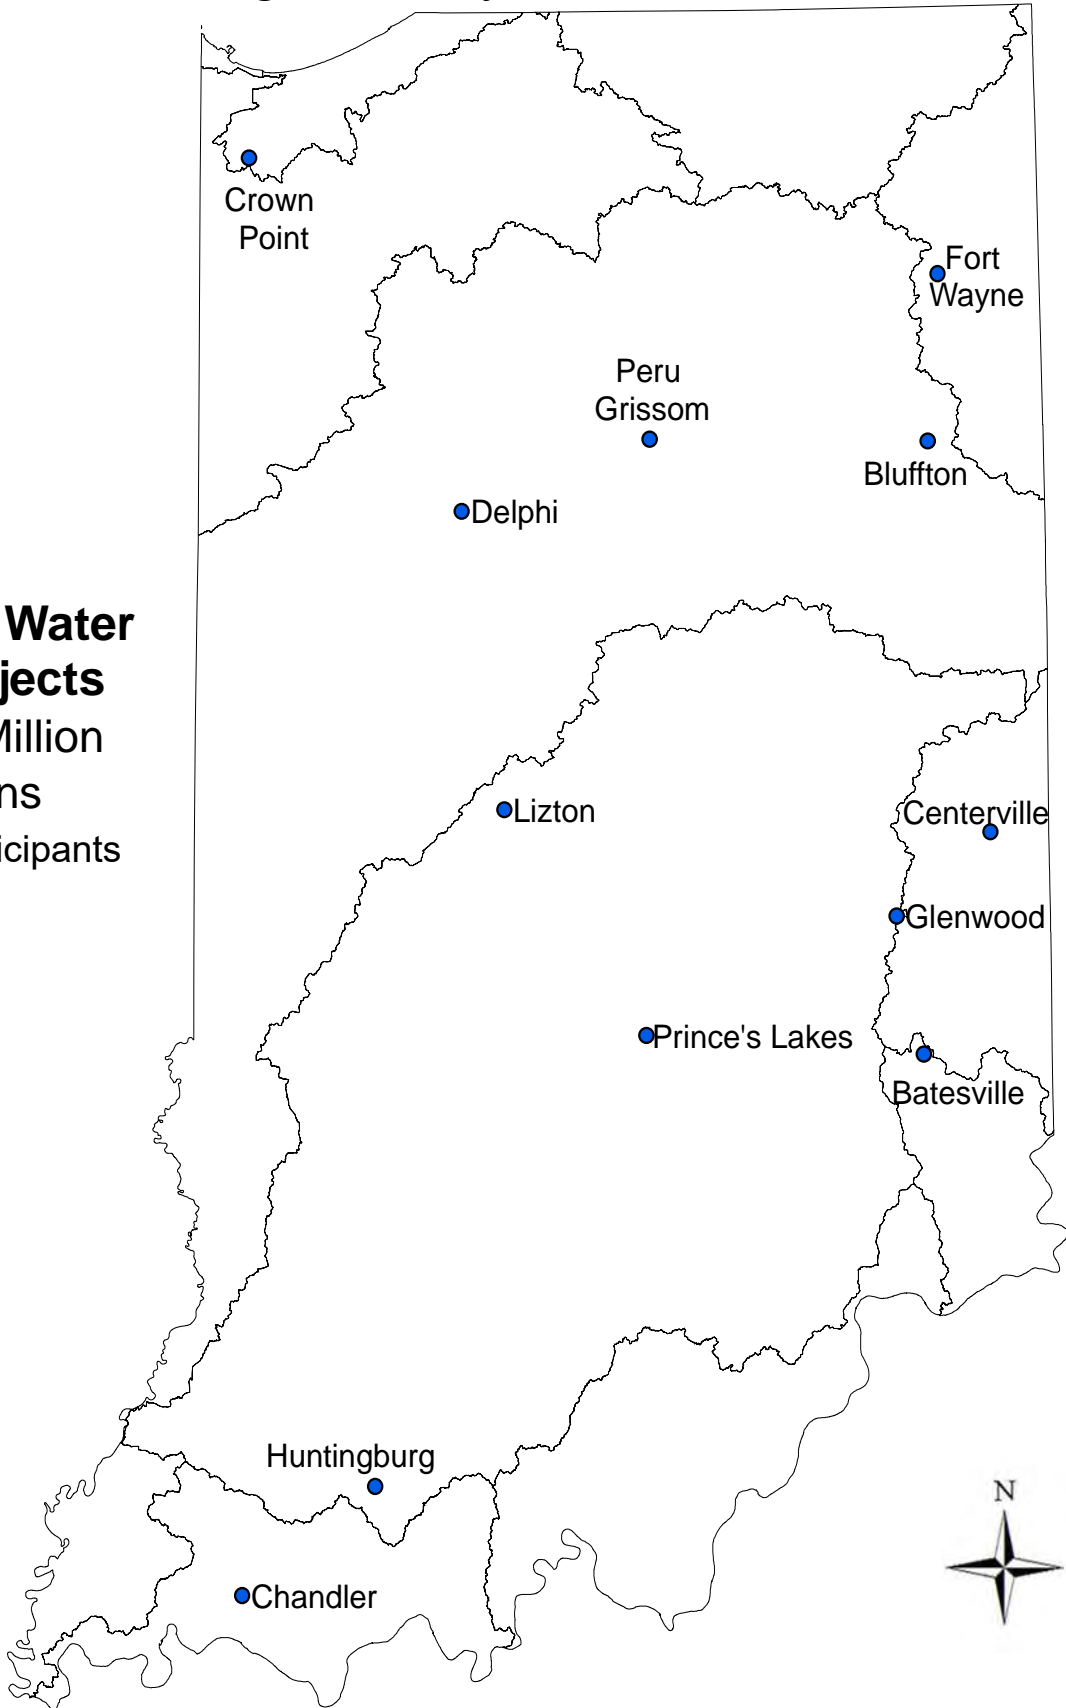 Crown
Point
Fort
Wayne
Peru
Grissom
Bluffton
Delphi
Water
jects
Million
ns
icipants
Lizton
Centerville
Glenwood
Prince's Lakes
Batesville
Huntingburg
N
Chandler